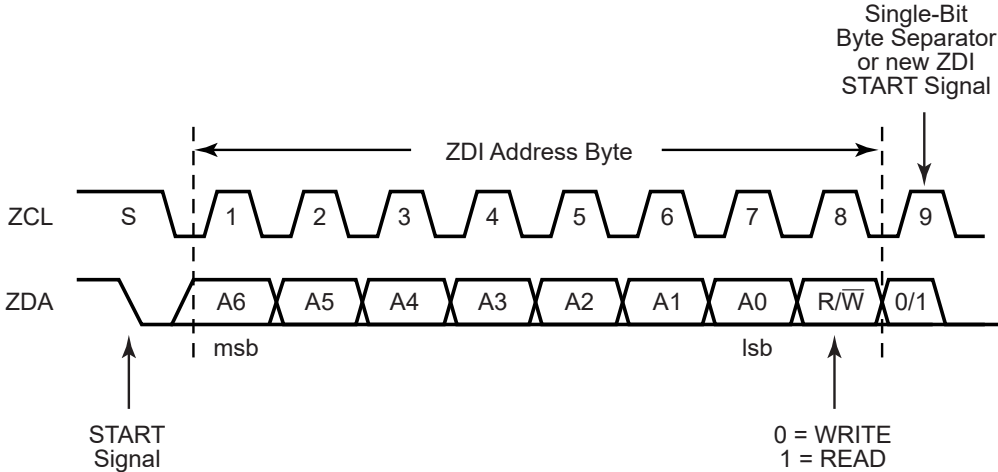 Single-Bit
Byte Separator
or new ZDI
START Signal
ZDI Address Byte
ZCL S 1 2 3 4 5 6 7 8 9
ZDA A6 A5 A4 A3 A2 A1 A0 R/W̅ 0/1
msb lsb
START
Signal
0 = WRITE
1 = READ